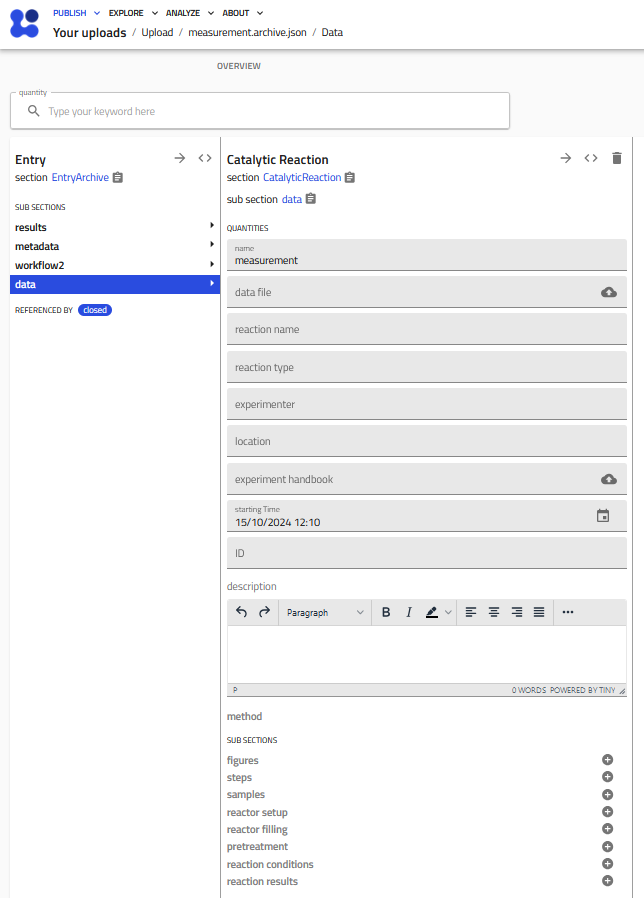 PUBLISH EXPLORE ANALYZE ABOUT
Your uploads / Upload / measurement.archive.json / Data
OVERVIEW
quantity
Type your keyword here
Entry
section EntryArchive
SUB SECTIONS
results
metadata
workflow2
data
REFERENCED BY closed
Catalytic Reaction
section CatalyticReaction
sub section data
QUANTITIES
name
measurement
data file
reaction name
reaction type
experimenter
location
experiment handbook
starting Time
15/10/2024 12:10
ID
description
Paragraph B I
P 0 WORDS POWERED BY TINY
method
SUB SECTIONS
figures
steps
samples
reactor setup
reactor filling
pretreatment
reaction conditions
reaction results